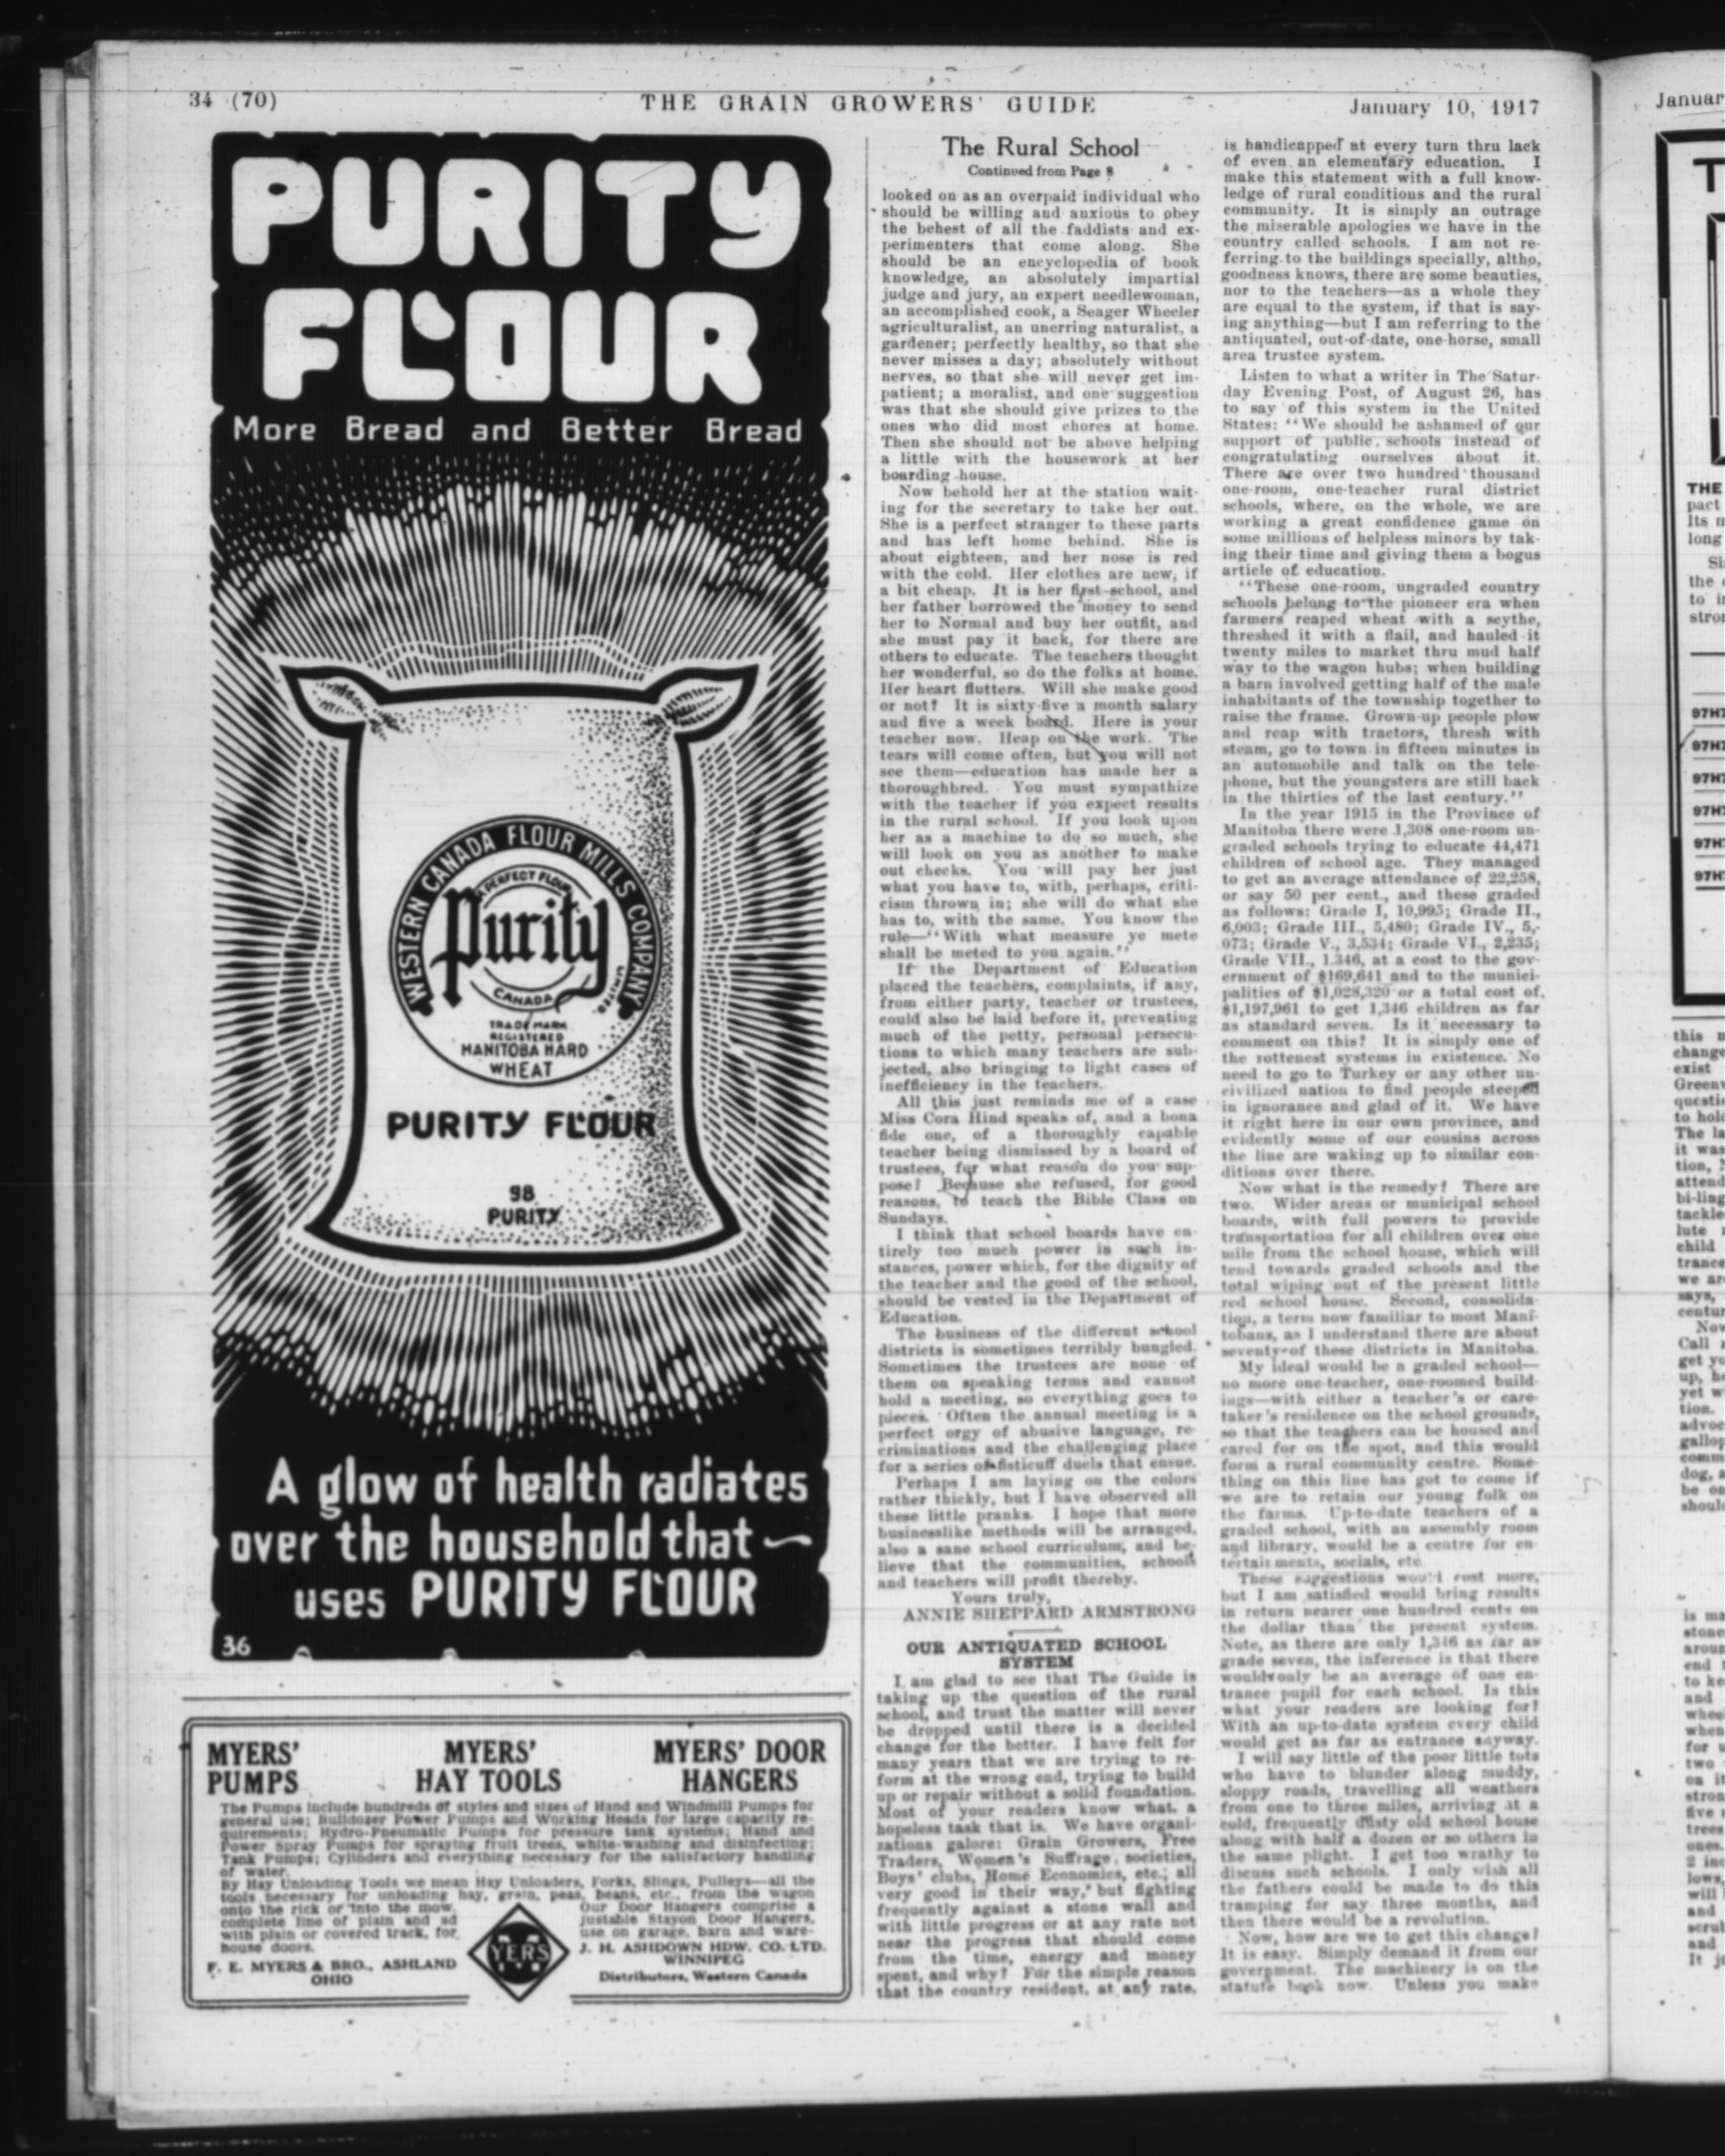 34 (70)
THE GRAIN GROWERS' GUIDE
January 10, 1917
PURITY
FLOUR
More Bread and Better Bread
WESTERN CANADA FLOUR MILLS COMPANY
LIMITED
A PERFECT FLOUR
Purity
CANADA
TRADE MARK
REGISTERED
MANITOBA HARD
WHEAT
PURITY FLOUR
98
PURITY
A glow of health radiates
over the household that
uses PURITY FLOUR
36
MYERS'
PUMPS
MYERS'
HAY TOOLS
MYERS' DOOR
HANGERS
The Pumps include hundreds of styles and sizes of Hand and Windmill Pumps for
general use; Bulldozer Power Pumps and Working Heads for large capacity re-
quirements; Hydro-Pneumatic Pumps for pressure tank systems; Hand and
Power Spray Pumps for spraying fruit trees, white-washing and disinfecting;
Tank Pumps; Cylinders and everything necessary for the satisfactory handling
of water.
By Hay Unloading Tools we mean Hay Unloaders, Forks, Slings, Pulleys—all the
tools necessary for unloading hay, grain, peas, beans, etc., from the wagon
onto the rick or into the mow.
complete line of plain and ad
with plain or covered track, for
house doors.
Our Door Hangers comprise a
justable Stayon Door Hangers,
use on garage, barn and ware-
F. E. MYERS & BRO., ASHLAND
OHIO
MYERS
J. H. ASHDOWN HDW. CO. LTD.
WINNIPEG
Distributors, Western Canada
The Rural School
Continued from Page 8
looked on as an overpaid individual who
should be willing and anxious to obey
the behest of all the faddists and ex-
perimenters that come along. She
should be an encyclopedia of book
knowledge, an absolutely impartial
judge and jury, an expert needlewoman,
an accomplished cook, a Seager Wheeler
agriculturalist, an unerring naturalist, a
gardener; perfectly healthy, so that she
never misses a day; absolutely without
nerves, so that she will never get im-
patient; a moralist, and one suggestion
was that she should give prizes to the
ones who did most chores at home.
Then she should not be above helping
a little with the housework at her
boarding house.
Now behold her at the station wait-
ing for the secretary to take her out.
She is a perfect stranger to these parts
and has left home behind. She is
about eighteen, and her nose is red
with the cold. Her clothes are new, if
a bit cheap. It is her first school, and
her father borrowed the money to send
her to Normal and buy her outfit, and
she must pay it back, for there are
others to educate. The teachers thought
her wonderful, so do the folks at home.
Her heart flutters. Will she make good
or not? It is sixty-five a month salary
and five a week board. Here is your
teacher now. Heap on the work. The
tears will come often, but you will not
see them—education has made her a
thoroughbred. You must sympathize
with the teacher if you expect results
in the rural school. If you look upon
her as a machine to do so much, she
will look on you as another to make
out checks. You will pay her just
what you have to, with, perhaps, criti-
cism thrown in; she will do what she
has to, with the same. You know the
rule—"With what measure ye mete
shall be meted to you again."
If the Department of Education
placed the teachers, complaints, if any,
from either party, teacher or trustees,
could also be laid before it, preventing
much of the petty, personal persecu-
tions to which many teachers are sub-
jected, also bringing to light cases of
inefficiency in the teachers.
All this just reminds me of a case
Miss Cora Hind speaks of, and a bona
fide one, of a thoroughly capable
teacher being dismissed by a board of
trustees, for what reason do you sup-
pose? Because she refused, for good
reasons, to teach the Bible Class on
Sundays.
I think that school boards have en-
tirely too much power in such in-
stances, power which, for the dignity of
the teacher and the good of the school,
should be vested in the Department of
Education.
The business of the different school
districts is sometimes terribly bungled.
Sometimes the trustees are none of
them on speaking terms and cannot
hold a meeting, so everything goes to
pieces. Often the annual meeting is a
perfect orgy of abusive language, re-
criminations and the challenging place
for a series of fisticuff duels that ensue.
Perhaps I am laying on the colors
rather thickly, but I have observed all
these little pranks. I hope that more
businesslike methods will be arranged,
also a sane school curriculum, and be-
lieve that the communities, schools
and teachers will profit thereby.
Yours truly,
ANNIE SHEPPARD ARMSTRONG
OUR ANTIQUATED SCHOOL
SYSTEM
I am glad to see that The Guide is
taking up the question of the rural
school, and trust the matter will never
be dropped until there is a decided
change for the better. I have felt for
many years that we are trying to re-
form at the wrong end, trying to build
up or repair without a solid foundation.
Most of your readers know what a
hopeless task that is. We have organi-
zations galore: Grain Growers, Free
Traders, Women's Suffrage societies,
Boys' clubs, Home Economics, etc.; all
very good in their way, but fighting
frequently against a stone wall and
with little progress or at any rate not
near the progress that should come
from the time, energy and money
spent, and why? For the simple reason
that the country resident, at any rate,
is handicapped at every turn thru lack
of even an elementary education. I
make this statement with a full know-
ledge of rural conditions and the rural
community. It is simply an outrage
the miserable apologies we have in the
country called schools. I am not re-
ferring to the buildings specially, altho,
goodness knows, there are some beauties,
nor to the teachers—as a whole they
are equal to the system, if that is say-
ing anything—but I am referring to the
antiquated, out-of-date, one-horse, small
area trustee system.
Listen to what a writer in The Satur-
day Evening Post, of August 26, has
to say of this system in the United
States: "We should be ashamed of our
support of public schools instead of
congratulating ourselves about it.
There are over two hundred thousand
one-room, one-teacher rural district
schools, where, on the whole, we are
working a great confidence game on
some millions of helpless minors by tak-
ing their time and giving them a bogus
article of education.
"These one-room, ungraded country
schools belong to the pioneer era when
farmers reaped wheat with a scythe,
threshed it with a flail, and hauled it
twenty miles to market thru mud half
way to the wagon hubs; when building
a barn involved getting half of the male
inhabitants of the township together to
raise the frame. Grown-up people plow
and reap with tractors, thresh with
steam, go to town in fifteen minutes in
an automobile and talk on the tele-
phone, but the youngsters are still back
in the thirties of the last century."
In the year 1915 in the Province of
Manitoba there were 1,308 one-room un-
graded schools trying to educate 44,471
children of school age. They managed
to get an average attendance of 22,258,
or say 50 per cent., and these graded
as follows: Grade I, 10,995; Grade II.,
6,003; Grade III., 5,480; Grade IV., 5,-
073; Grade V., 3,534; Grade VI., 2,235;
Grade VII., 1,346, at a cost to the gov-
ernment of $169,641 and to the munici-
palities of $1,028,320 or a total cost of
$1,197,961 to get 1,346 children as far
as standard seven. Is it necessary to
comment on this? It is simply one of
the rottenest systems in existence. No
need to go to Turkey or any other un-
civilized nation to find people steeped
in ignorance and glad of it. We have
it right here in our own province, and
evidently some of our cousins across
the line are waking up to similar con-
ditions over there.
Now what is the remedy? There are
two. Wider areas or municipal school
boards, with full powers to provide
transportation for all children over one
mile from the school house, which will
tend towards graded schools and the
total wiping out of the present little
red school house. Second, consolida-
tion, a term now familiar to most Mani-
tobans, as I understand there are about
seventy of these districts in Manitoba.
My ideal would be a graded school—
no more one-teacher, one-roomed build-
ings—with either a teacher's or care-
taker's residence on the school grounds,
so that the teachers can be housed and
cared for on the spot, and this would
form a rural community centre. Some-
thing on this line has got to come if
we are to retain our young folk on
the farms. Up-to-date teachers of a
graded school, with an assembly room
and library, would be a centre for en-
tertainments, socials, etc.
These suggestions would cost more,
but I am satisfied would bring results
in return nearer one hundred cents on
the dollar than the present system.
Note, as there are only 1,346 as far as
grade seven, the inference is that there
would only be an average of one en-
trance pupil for each school. Is this
what your readers are looking for?
With an up-to-date system every child
would get as far as entrance anyway.
I will say little of the poor little tots
who have to blunder along muddy,
sloppy roads, travelling all weathers
from one to three miles, arriving at a
cold, frequently dusty old school house
along with half a dozen or so others in
the same plight. I get too wrathy to
discuss such schools. I only wish all
the fathers could be made to do this
tramping for say three months, and
then there would be a revolution.
Now, how are we to get this change?
It is easy. Simply demand it from our
government. The machinery is on the
statute book now. Unless you make